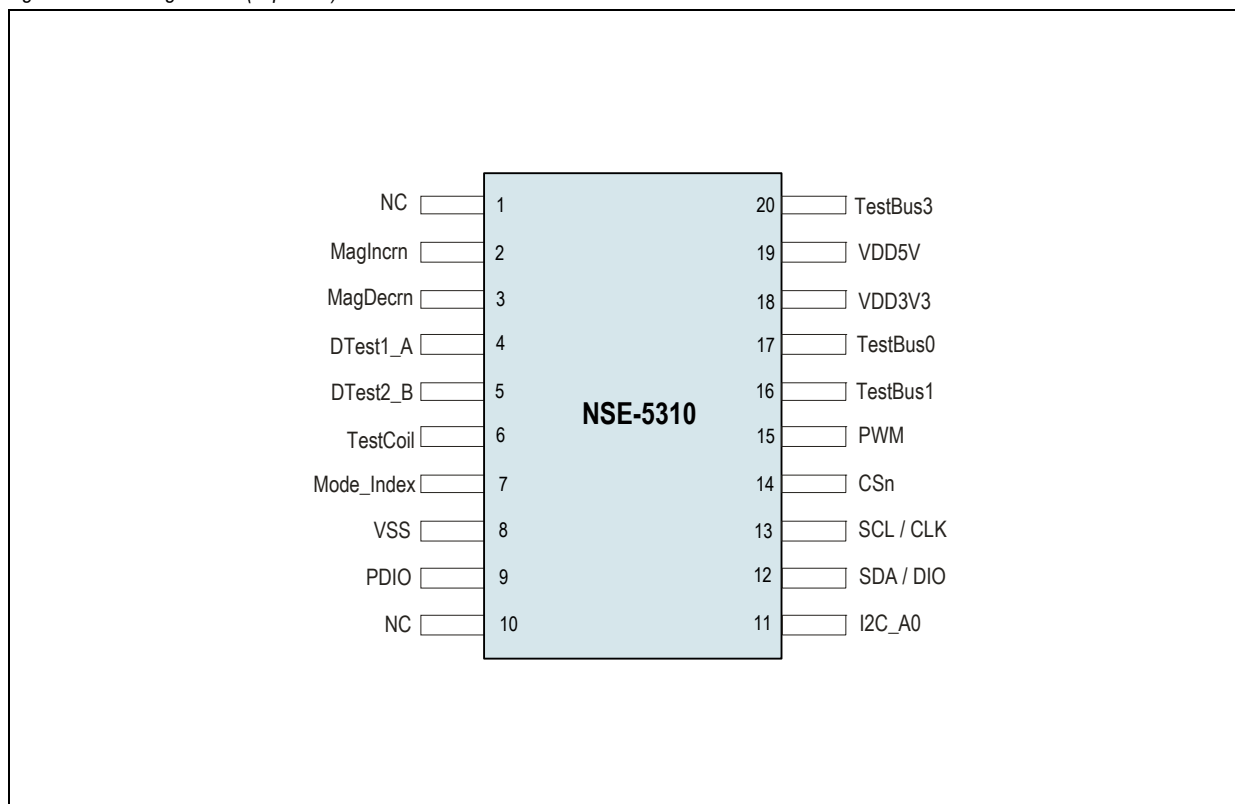 NC 1
MagIncrn 2
MagDecrn 3
DTest1_A 4
DTest2_B 5
TestCoil 6
Mode_Index 7
VSS 8
PDIO 9
NC 10
NSE-5310
20 TestBus3
19 VDD5V
18 VDD3V3
17 TestBus0
16 TestBus1
15 PWM
14 CSn
13 SCL / CLK
12 SDA / DIO
11 I2C_A0